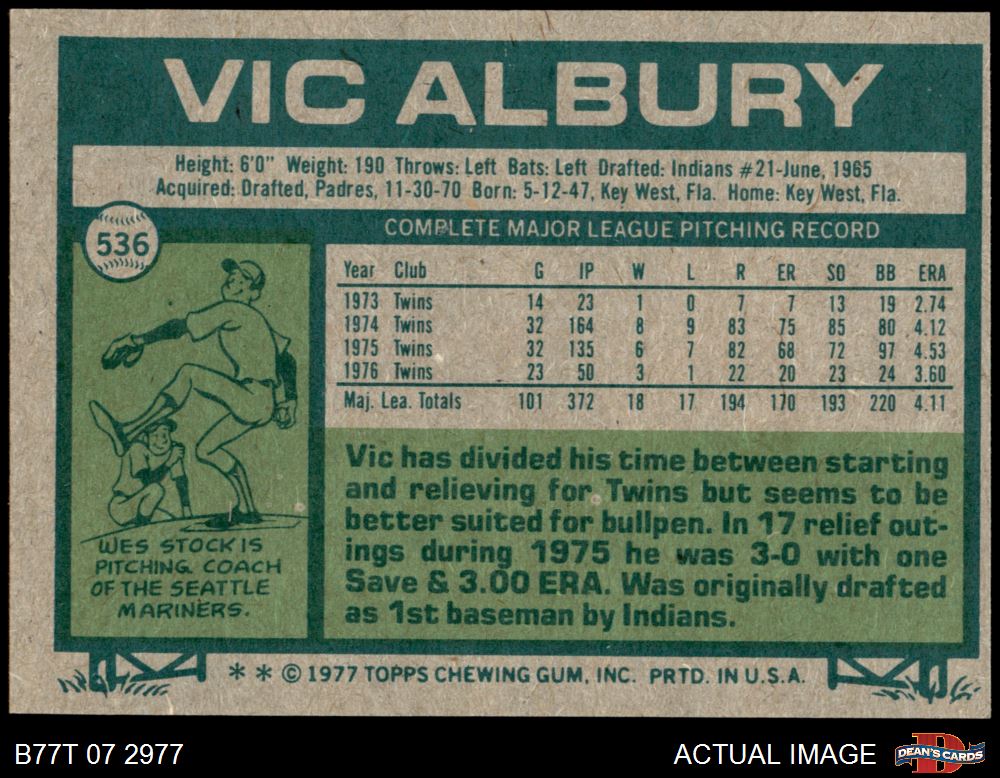 VIC ALBURY
Height: 6'0" Weight: 190 Throws: Left Bats: Left Drafted: Indians #21-June, 1965
Acquired: Drafted, Padres, 11-30-70 Born: 5-12-47, Key West, Fla. Home: Key West, Fla.
536
COMPLETE MAJOR LEAGUE PITCHING RECORD
Year Club G IP W L R ER SO BB ERA
1973 Twins 14 23 1 0 7 7 13 19 2.74
1974 Twins 32 164 8 9 83 75 85 80 4.12
1975 Twins 32 135 6 7 82 68 72 97 4.53
1976 Twins 23 50 3 1 22 20 23 24 3.60
Maj. Lea. Totals 101 372 18 17 194 170 193 220 4.11
WES STOCK IS
PITCHING COACH
OF THE SEATTLE
MARINERS.
Vic has divided his time between starting
and relieving for Twins but seems to be
better suited for bullpen. In 17 relief out-
ings during 1975 he was 3-0 with one
Save & 3.00 ERA. Was originally drafted
as 1st baseman by Indians.
** © 1977 TOPPS CHEWING GUM, INC. PRTD. IN U.S.A.
B77T 07 2977
ACTUAL IMAGE
D
DEAN'S CARDS